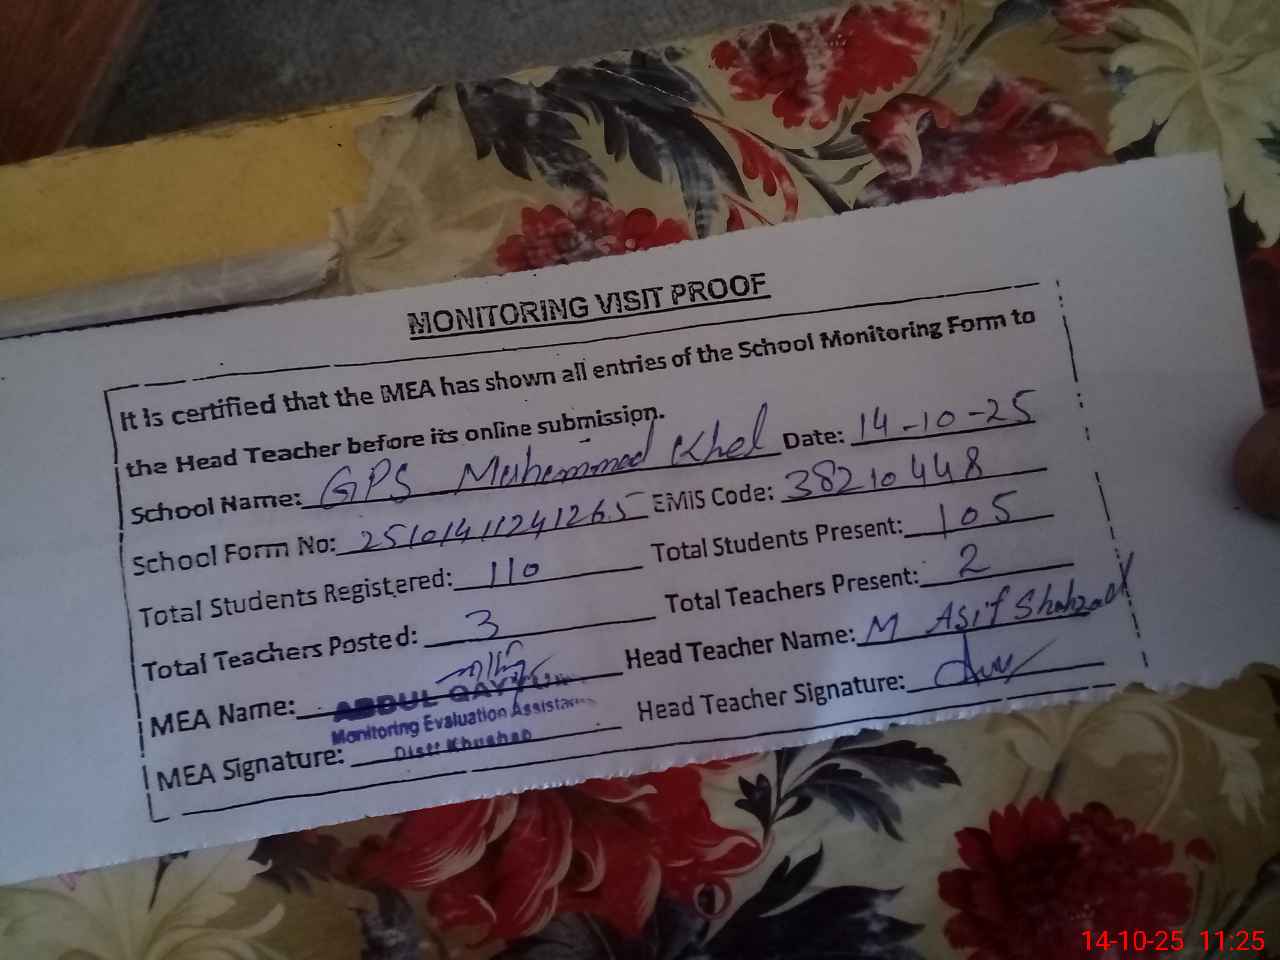 MONITORING VISIT PROOF
It is certified that the MEA has shown all entries of the School Monitoring Form to
the Head Teacher before its online submission.
School Name: GPS Muhammad Khel Date: 14-10-25
School Form No: 25101411241265 EMIS Code: 38210448
Total Students Registered: 110 Total Students Present: 105
Total Teachers Posted: 3 Total Teachers Present: 2
MEA Name: ABDUL QAYYUM Head Teacher Name: M Asif Shahzad
Monitoring Evaluation Assistant
MEA Signature: Distt Khushab Head Teacher Signature:
14-10-25 11:25